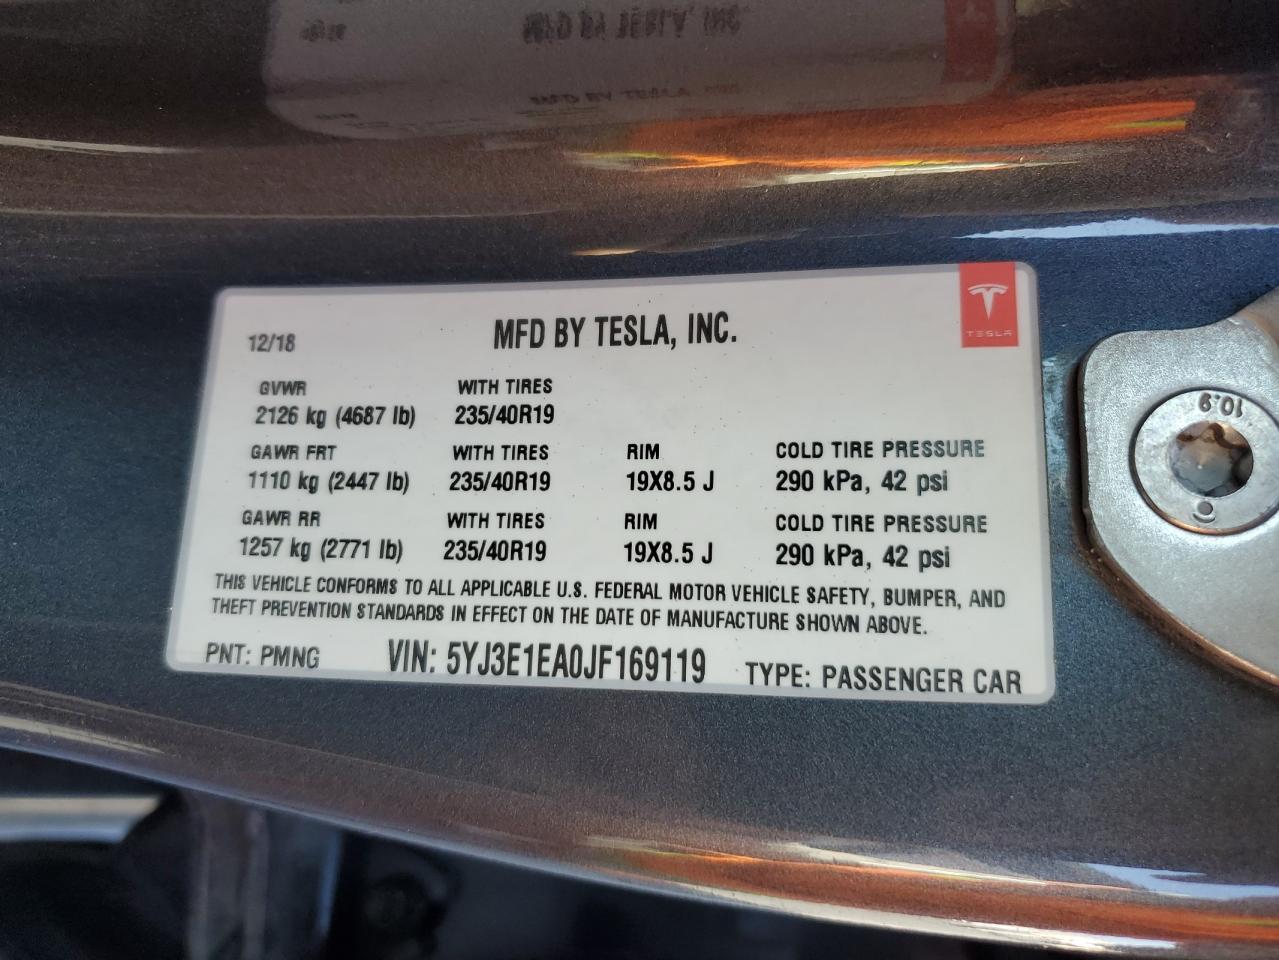 12/18 MFD BY TESLA, INC.
TESLA
GVWR WITH TIRES
2126 kg (4687 lb) 235/40R19
GAWR FRT WITH TIRES RIM COLD TIRE PRESSURE
1110 kg (2447 lb) 235/40R19 19X8.5 J 290 kPa, 42 psi
GAWR RR WITH TIRES RIM COLD TIRE PRESSURE
1257 kg (2771 lb) 235/40R19 19X8.5 J 290 kPa, 42 psi
THIS VEHICLE CONFORMS TO ALL APPLICABLE U.S. FEDERAL MOTOR VEHICLE SAFETY, BUMPER, AND
THEFT PREVENTION STANDARDS IN EFFECT ON THE DATE OF MANUFACTURE SHOWN ABOVE.
PNT: PMNG VIN: 5YJ3E1EA0JF169119 TYPE: PASSENGER CAR
10.9